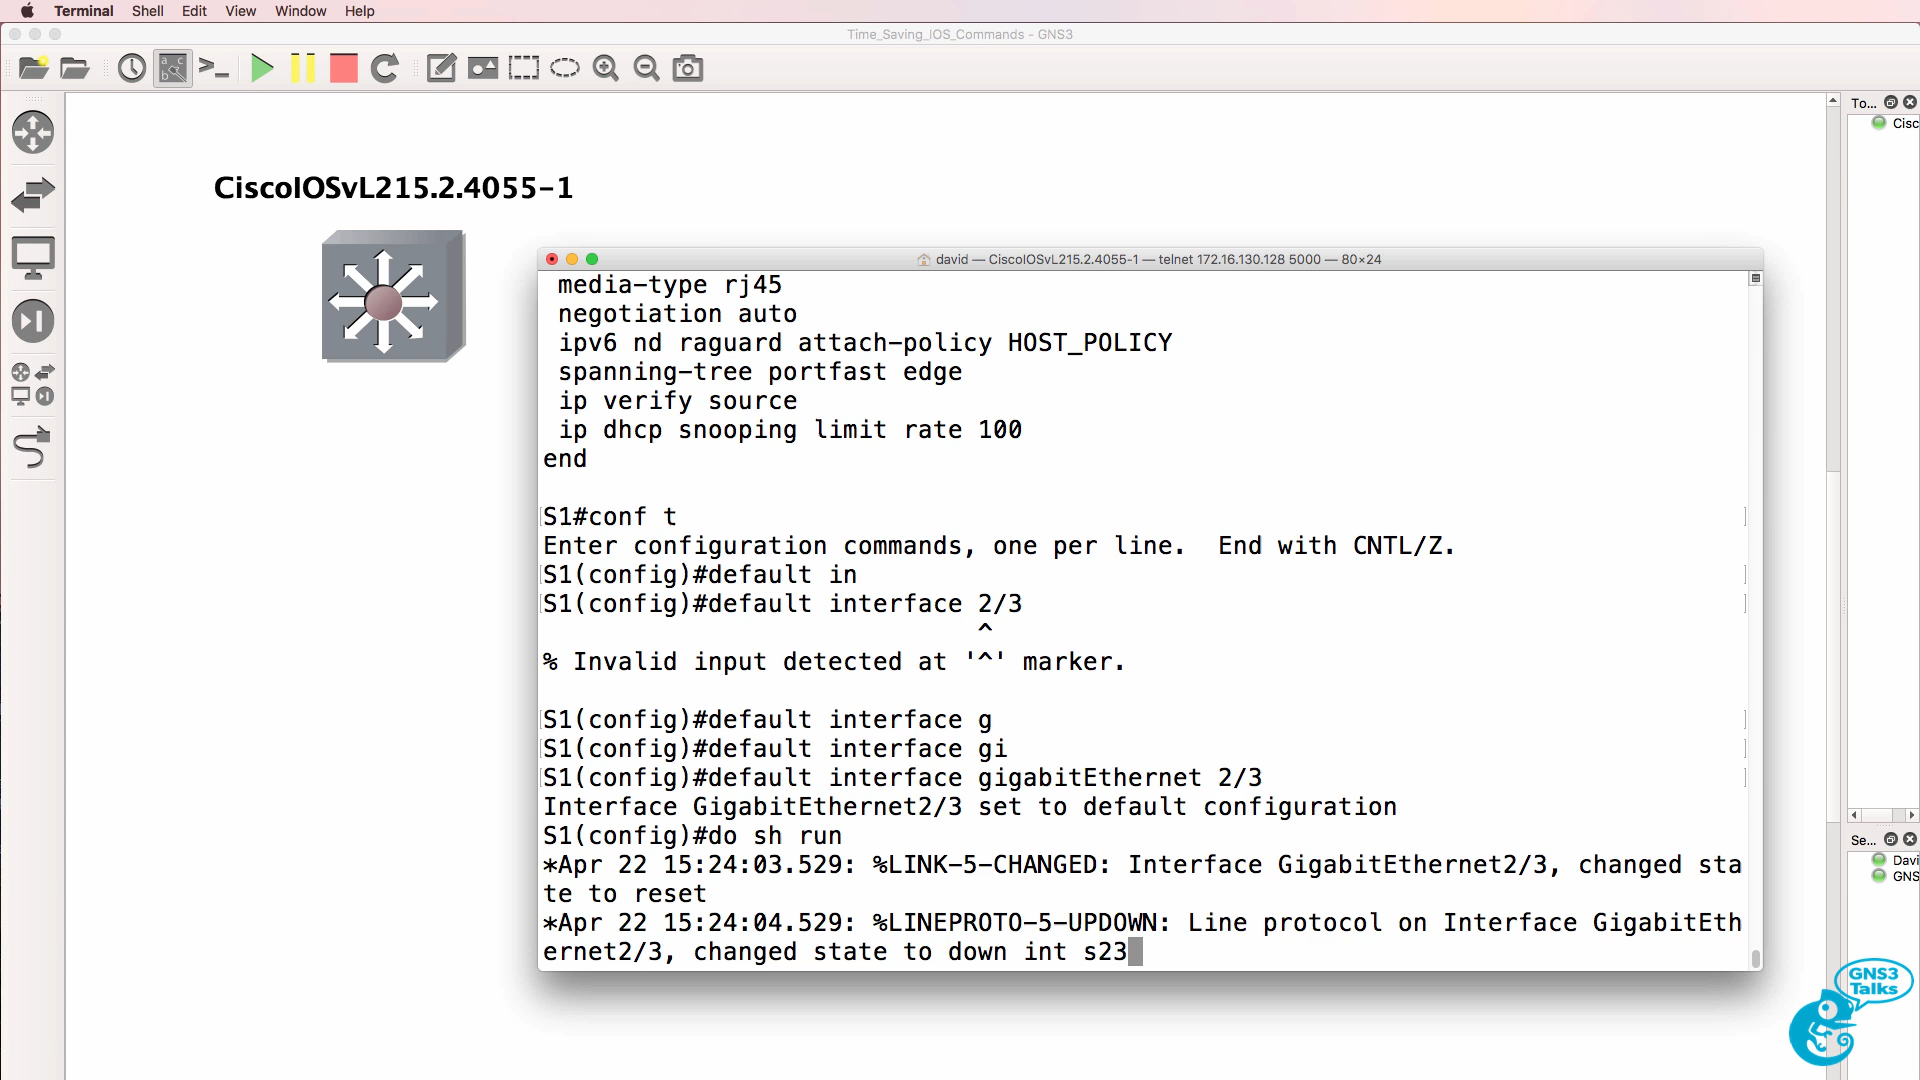 Terminal Shell Edit View Window Help
Time_Saving_IOS_Commands - GNS3
To...
Cisc
CiscoIOSvL215.2.4055-1
david — CiscoIOSvL215.2.4055-1 — telnet 172.16.130.128 5000 — 80×24
media-type rj45
negotiation auto
ipv6 nd raguard attach-policy HOST_POLICY
spanning-tree portfast edge
ip verify source
ip dhcp snooping limit rate 100
end
S1#conf t
Enter configuration commands, one per line.  End with CNTL/Z.
S1(config)#default in
S1(config)#default interface 2/3
^
% Invalid input detected at '^' marker.
S1(config)#default interface g
S1(config)#default interface gi
S1(config)#default interface gigabitEthernet 2/3
Interface GigabitEthernet2/3 set to default configuration
S1(config)#do sh run
*Apr 22 15:24:03.529: %LINK-5-CHANGED: Interface GigabitEthernet2/3, changed sta
te to reset
*Apr 22 15:24:04.529: %LINEPROTO-5-UPDOWN: Line protocol on Interface GigabitEth
ernet2/3, changed state to down int s23
Se...
Davi
GNS
GNS3
Talks